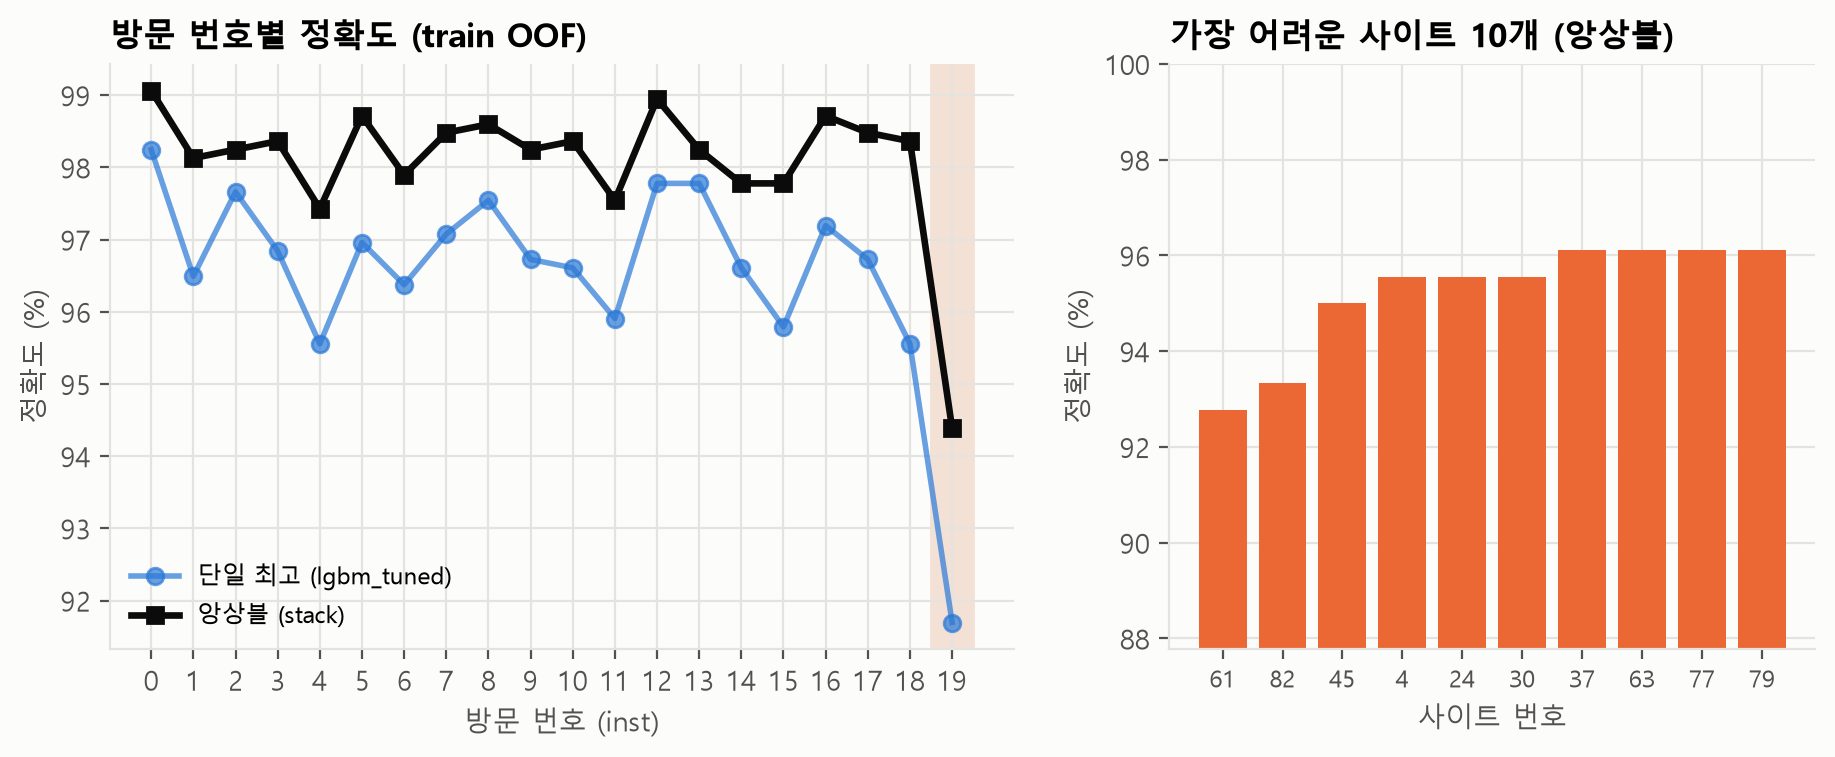 방문 번호별 정확도 (train OOF)
정확도 (%)
99
98
97
96
95
94
93
92
단일 최고 (lgbm_tuned)
앙상블 (stack)
0 1 2 3 4 5 6 7 8 9 10 11 12 13 14 15 16 17 18 19
방문 번호 (inst)
가장 어려운 사이트 10개 (앙상블)
정확도 (%)
100
98
96
94
92
90
88
61 82 45 4 24 30 37 63 77 79
사이트 번호